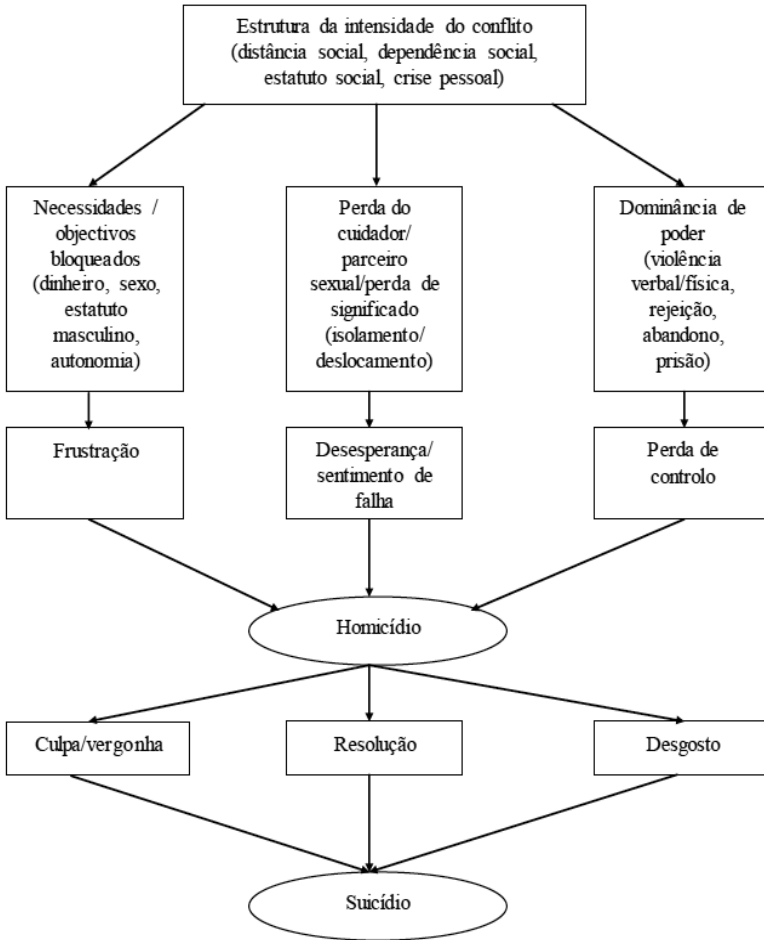 Estrutura da intensidade do conflito
(distância social, dependência social,
estatuto social, crise pessoal)
Necessidades /
objectivos
bloqueados
(dinheiro, sexo,
estatuto
masculino,
autonomia)
Perda do
cuidador/
parceiro
sexual/perda de
significado
(isolamento/
deslocamento)
Dominância de
poder
(violência
verbal/física,
rejeição,
abandono,
prisão)
Frustração
Desesperança/
sentimento de
falha
Perda de
controlo
Homicídio
Culpa/vergonha
Resolução
Desgosto
Suicídio